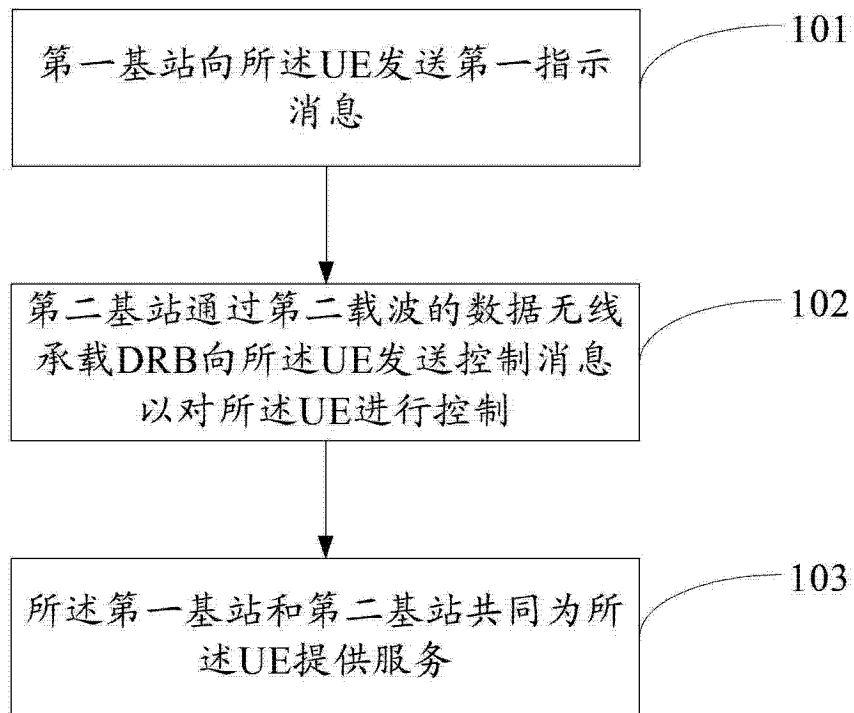 101
第一基站向所述UE发送第一指示
消息
102
第二基站通过第二载波的数据无线
承载DRB向所述UE发送控制消息
以对所述UE进行控制
103
所述第一基站和第二基站共同为所
述UE提供服务